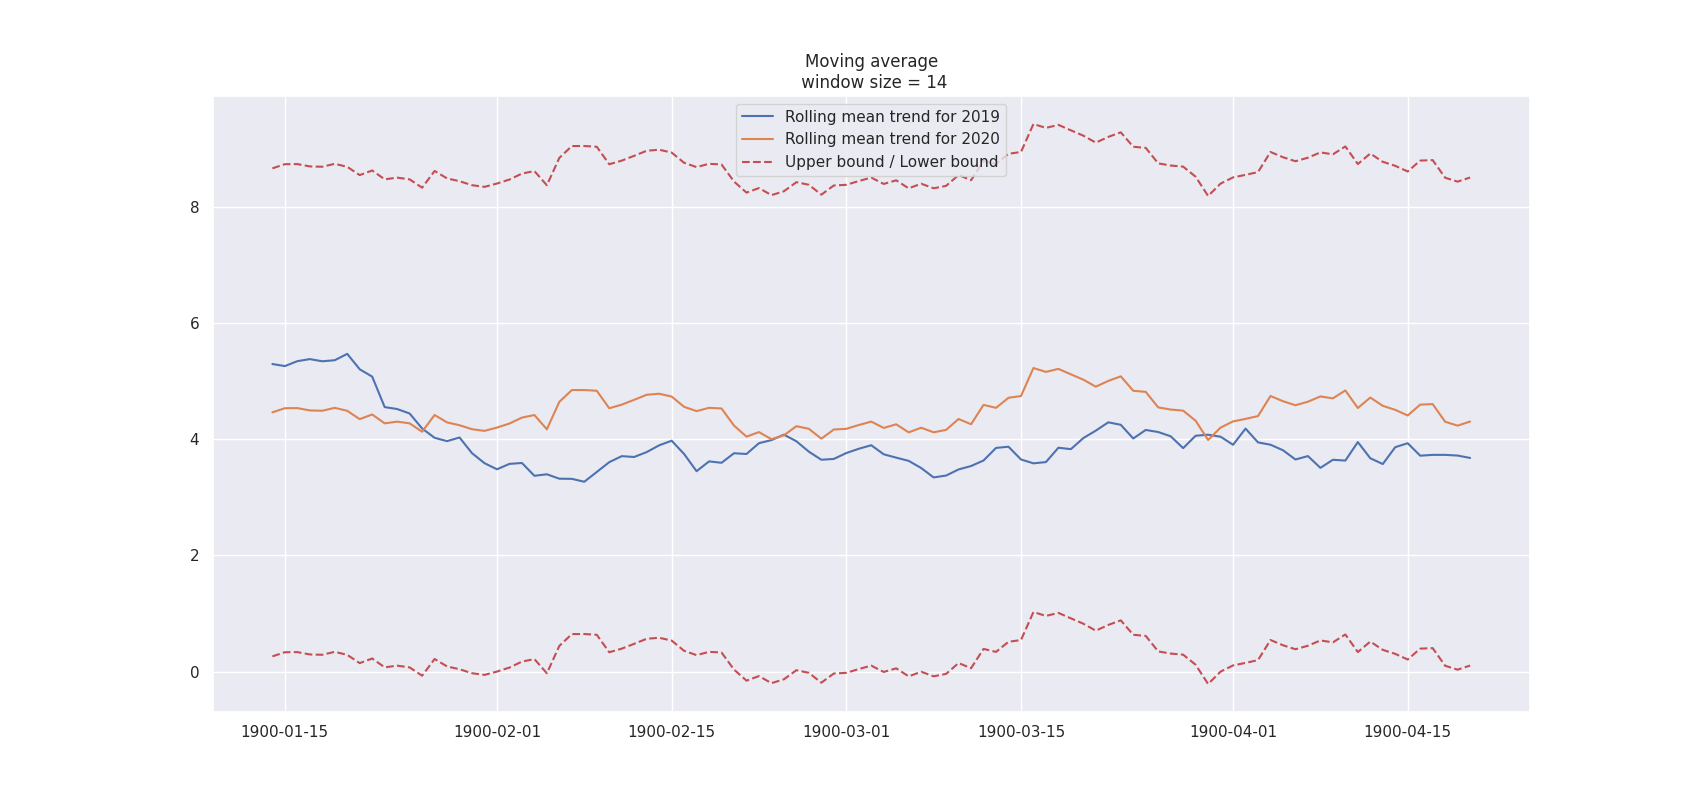 Moving average
window size = 14
Rolling mean trend for 2019
Rolling mean trend for 2020
Upper bound / Lower bound
8
6
4
2
0
1900-01-15 1900-02-01 1900-02-15 1900-03-01 1900-03-15 1900-04-01 1900-04-15